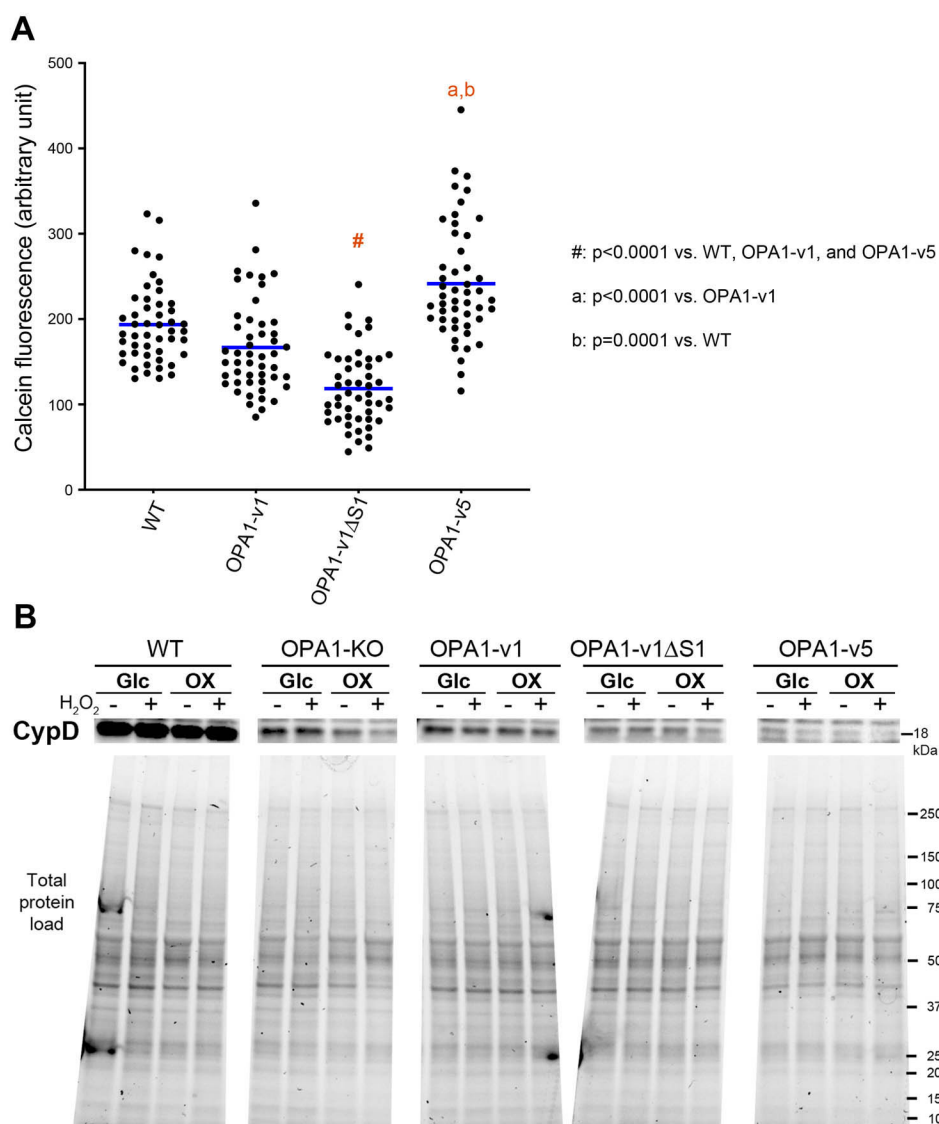 A
Calcein fluorescence (arbitrary unit)
500
400
300
200
100
0
a,b
#
WT
OPA1-v1
OPA1-v1ΔS1
OPA1-v5
#: p<0.0001 vs. WT, OPA1-v1, and OPA1-v5
a: p<0.0001 vs. OPA1-v1
b: p=0.0001 vs. WT
B
WT OPA1-KO OPA1-v1 OPA1-v1ΔS1 OPA1-v5
Glc OX Glc OX Glc OX Glc OX Glc OX
H₂O₂ - + - + - + - + - + - + - + - + - + - +
CypD
18
kDa
Total
protein
load
250
150
100
75
50
37
25
20
15
10